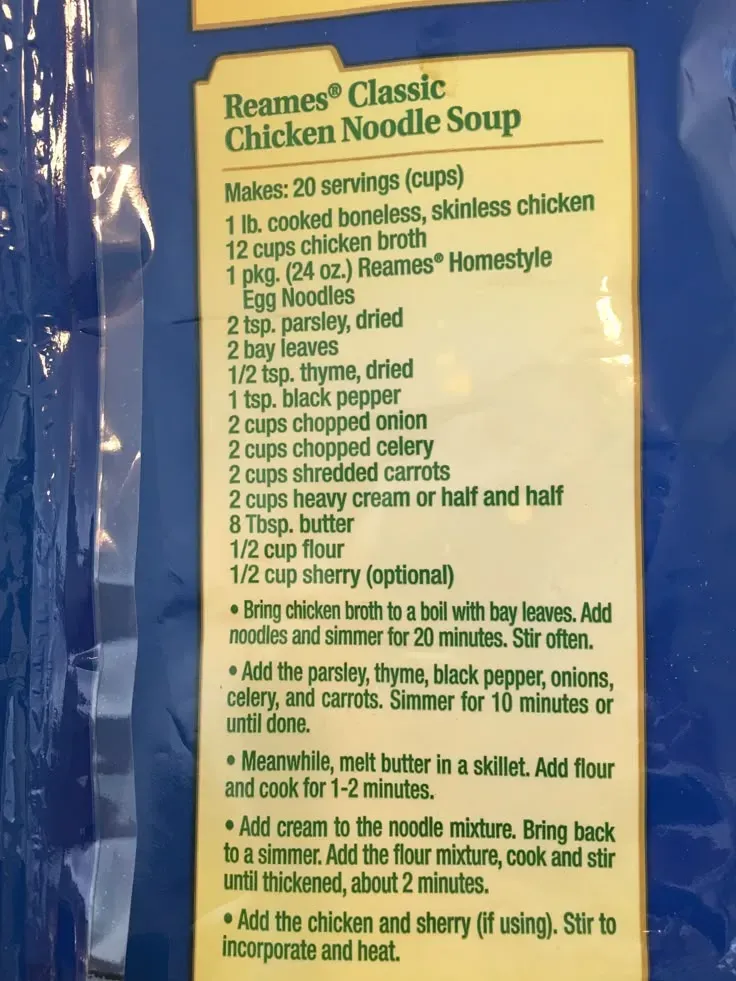 Reames® Classic
Chicken Noodle Soup
Makes: 20 servings (cups)
1 lb. cooked boneless, skinless chicken
12 cups chicken broth
1 pkg. (24 oz.) Reames® Homestyle
Egg Noodles
2 tsp. parsley, dried
2 bay leaves
1/2 tsp. thyme, dried
1 tsp. black pepper
2 cups chopped onion
2 cups chopped celery
2 cups shredded carrots
2 cups heavy cream or half and half
8 Tbsp. butter
1/2 cup flour
1/2 cup sherry (optional)
• Bring chicken broth to a boil with bay leaves. Add
noodles and simmer for 20 minutes. Stir often.
• Add the parsley, thyme, black pepper, onions,
celery, and carrots. Simmer for 10 minutes or
until done.
• Meanwhile, melt butter in a skillet. Add flour
and cook for 1-2 minutes.
• Add cream to the noodle mixture. Bring back
to a simmer. Add the flour mixture, cook and stir
until thickened, about 2 minutes.
• Add the chicken and sherry (if using). Stir to
incorporate and heat.